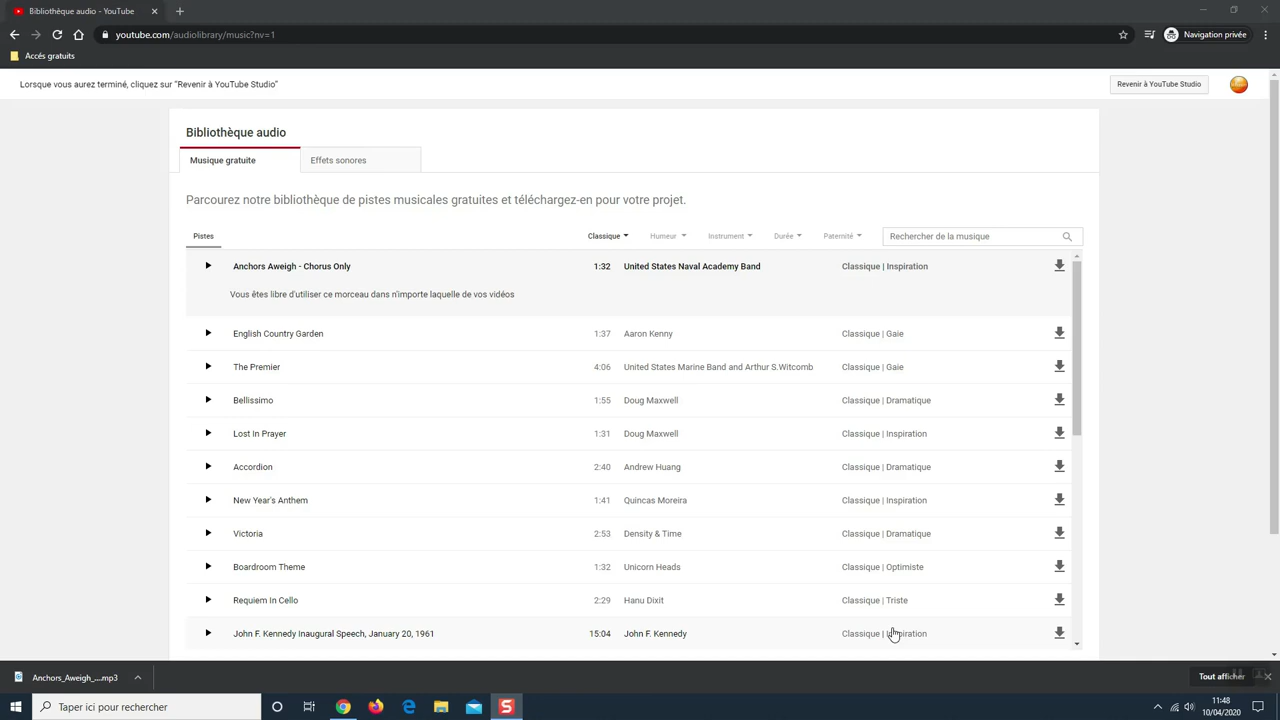 Bibliothèque audio - YouTube
youtube.com/audiolibrary/music?nv=1
Navigation privée
Accés gratuits
Lorsque vous aurez terminé, cliquez sur "Revenir à YouTube Studio"
Revenir à YouTube Studio
Bibliothèque audio
Musique gratuite
Effets sonores
Parcourez notre bibliothèque de pistes musicales gratuites et téléchargez-en pour votre projet.
Pistes Classique Humeur Instrument Durée Paternité Rechercher de la musique
Anchors Aweigh - Chorus Only 1:32 United States Naval Academy Band Classique | Inspiration
Vous êtes libre d'utiliser ce morceau dans n'importe laquelle de vos vidéos
English Country Garden 1:37 Aaron Kenny Classique | Gaie
The Premier 4:06 United States Marine Band and Arthur S.Witcomb Classique | Gaie
Bellissimo 1:55 Doug Maxwell Classique | Dramatique
Lost In Prayer 1:31 Doug Maxwell Classique | Inspiration
Accordion 2:40 Andrew Huang Classique | Dramatique
New Year's Anthem 1:41 Quincas Moreira Classique | Inspiration
Victoria 2:53 Density & Time Classique | Dramatique
Boardroom Theme 1:32 Unicorn Heads Classique | Optimiste
Requiem In Cello 2:29 Hanu Dixit Classique | Triste
John F. Kennedy Inaugural Speech, January 20, 1961 15:04 John F. Kennedy Classique | Inspiration
Anchors_Aweigh_....mp3
Tout afficher
Taper ici pour rechercher
11:48
10/04/2020